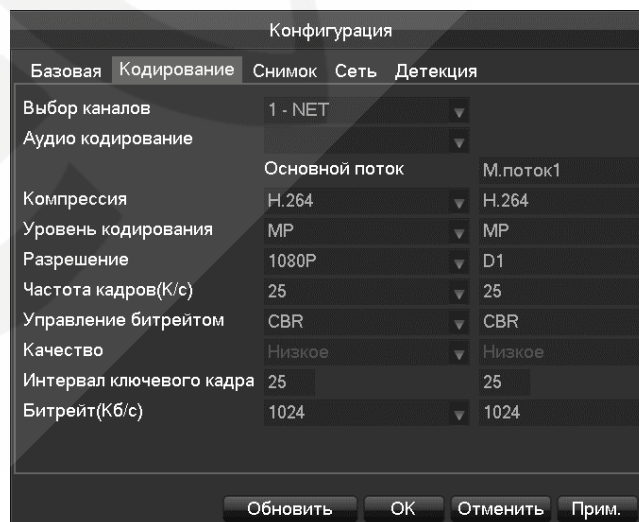 Конфигурация
Базовая Кодирование Снимок Сеть Детекция
Выбор каналов 1 - NET
Аудио кодирование
Основной поток М.поток1
Компрессия H.264 H.264
Уровень кодирования MP MP
Разрешение 1080P D1
Частота кадров(К/с) 25 25
Управление битрейтом CBR CBR
Качество Низкое Низкое
Интервал ключевого кадра 25 25
Битрейт(Кб/с) 1024 1024
Обновить OK Отменить Прим.